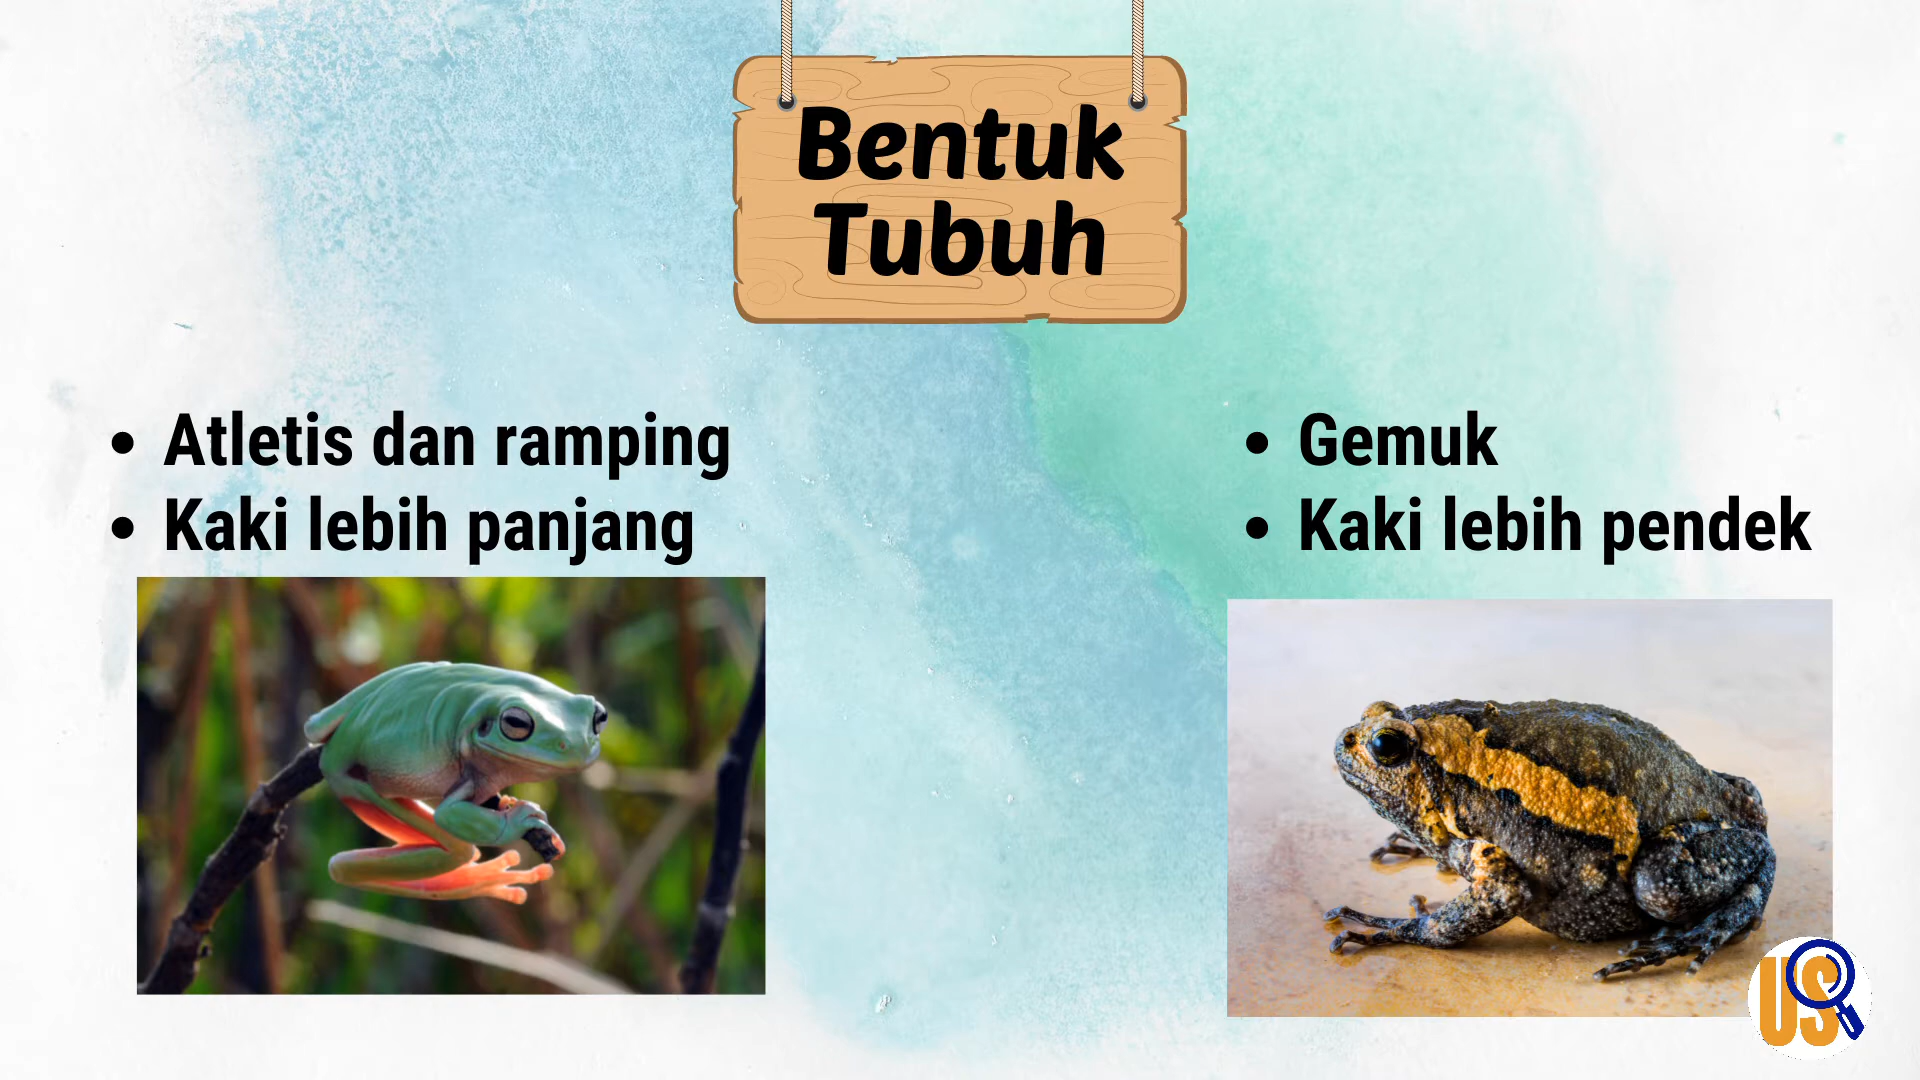 Bentuk
Tubuh
• Atletis dan ramping
• Kaki lebih panjang
• Gemuk
• Kaki lebih pendek
US